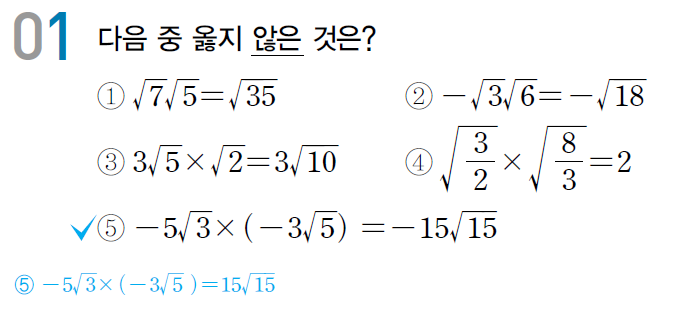 01 다음 중 옳지 않은 것은?
① √7√5=√35 ② −√3√6=−√18
③ 3√5×√2=3√10 ④ √(3/2)×√(8/3)=2
✓⑤ −5√3×(−3√5) =−15√15
⑤ −5√3×(−3√5)=15√15